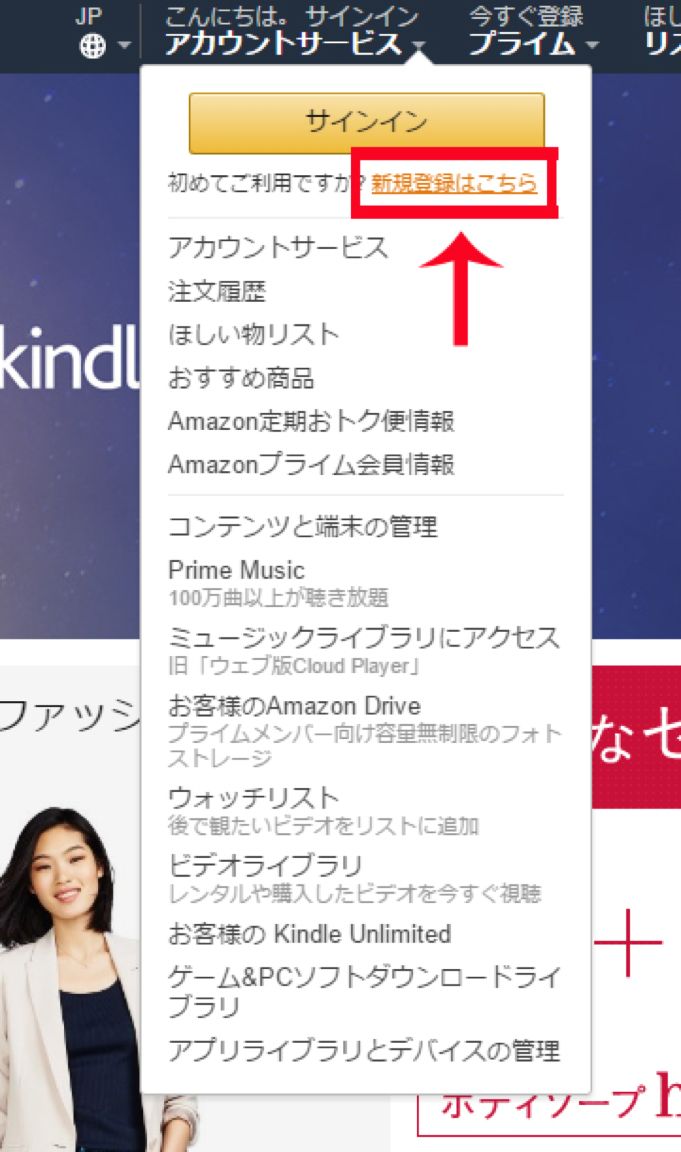 JP
こんにちは。サインイン
アカウントサービス
今すぐ登録
プライム
サインイン
初めてご利用ですか? 新規登録はこちら
アカウントサービス
注文履歴
ほしい物リスト
おすすめ商品
Amazon定期おトク便情報
Amazonプライム会員情報
コンテンツと端末の管理
Prime Music
100万曲以上が聴き放題
ミュージックライブラリにアクセス
旧「ウェブ版Cloud Player」
お客様のAmazon Drive
プライムメンバー向け容量無制限のフォト
ストレージ
ウォッチリスト
後で観たいビデオをリストに追加
ビデオライブラリ
レンタルや購入したビデオを今すぐ視聴
お客様の Kindle Unlimited
ゲーム&PCソフトダウンロードライ
ブラリ
アプリライブラリとデバイスの管理
kindl
ファッシ
なセ
+
ボディソープ h